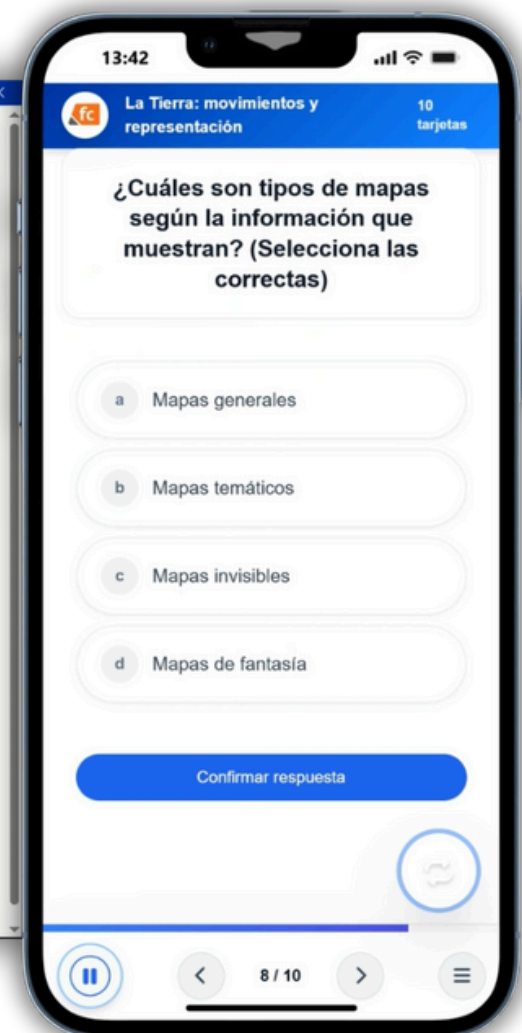 13:42
fc
La Tierra: movimientos y
representación
10
tarjetas
¿Cuáles son tipos de mapas
según la información que
muestran? (Selecciona las
correctas)
a Mapas generales
b Mapas temáticos
c Mapas invisibles
d Mapas de fantasía
Confirmar respuesta
8 / 10